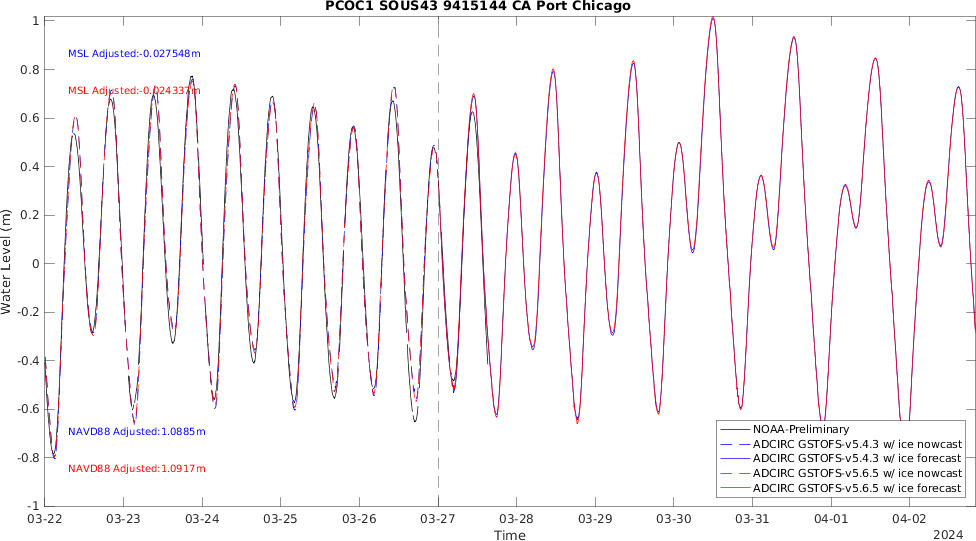 PCOC1 SOUS43 9415144 CA Port Chicago
MSL Adjusted:-0.027548m
MSL Adjusted:-0.024337m
NAVD88 Adjusted:1.0885m
NAVD88 Adjusted:1.0917m
Water Level (m)
1
0.8
0.6
0.4
0.2
0
-0.2
-0.4
-0.6
-0.8
-1
NOAA-Preliminary
ADCIRC GSTOFS-v5.4.3 w/ ice nowcast
ADCIRC GSTOFS-v5.4.3 w/ ice forecast
ADCIRC GSTOFS-v5.6.5 w/ ice nowcast
ADCIRC GSTOFS-v5.6.5 w/ ice forecast
03-22 03-23 03-24 03-25 03-26 03-27 03-28 03-29 03-30 03-31 04-01 04-02
Time
2024